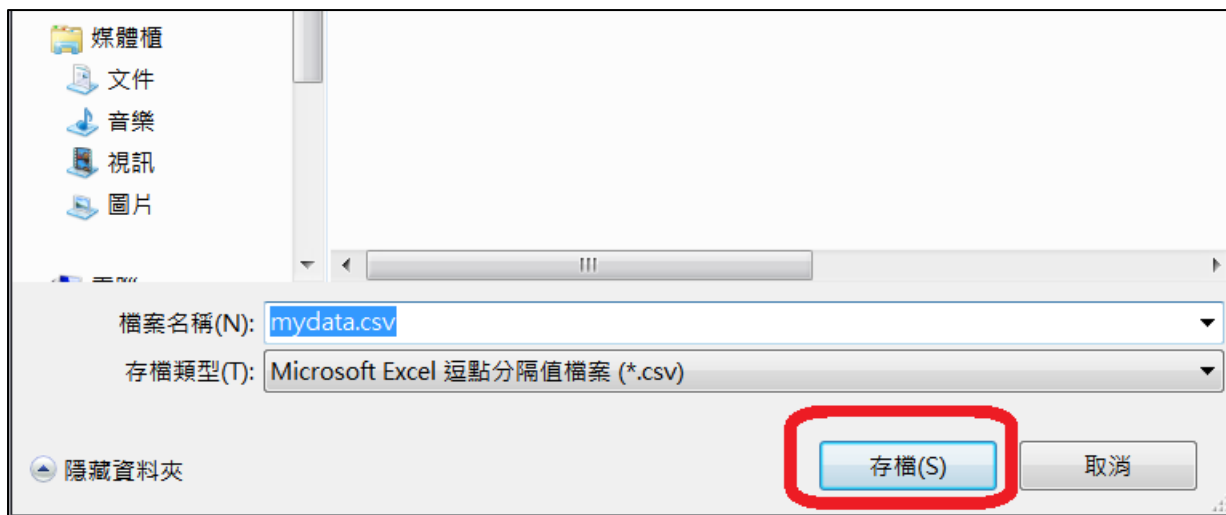 媒體櫃
文件
音樂
視訊
圖片
檔案名稱(N): mydata.csv
存檔類型(T): Microsoft Excel 逗點分隔值檔案 (*.csv)
隱藏資料夾
存檔(S)
取消